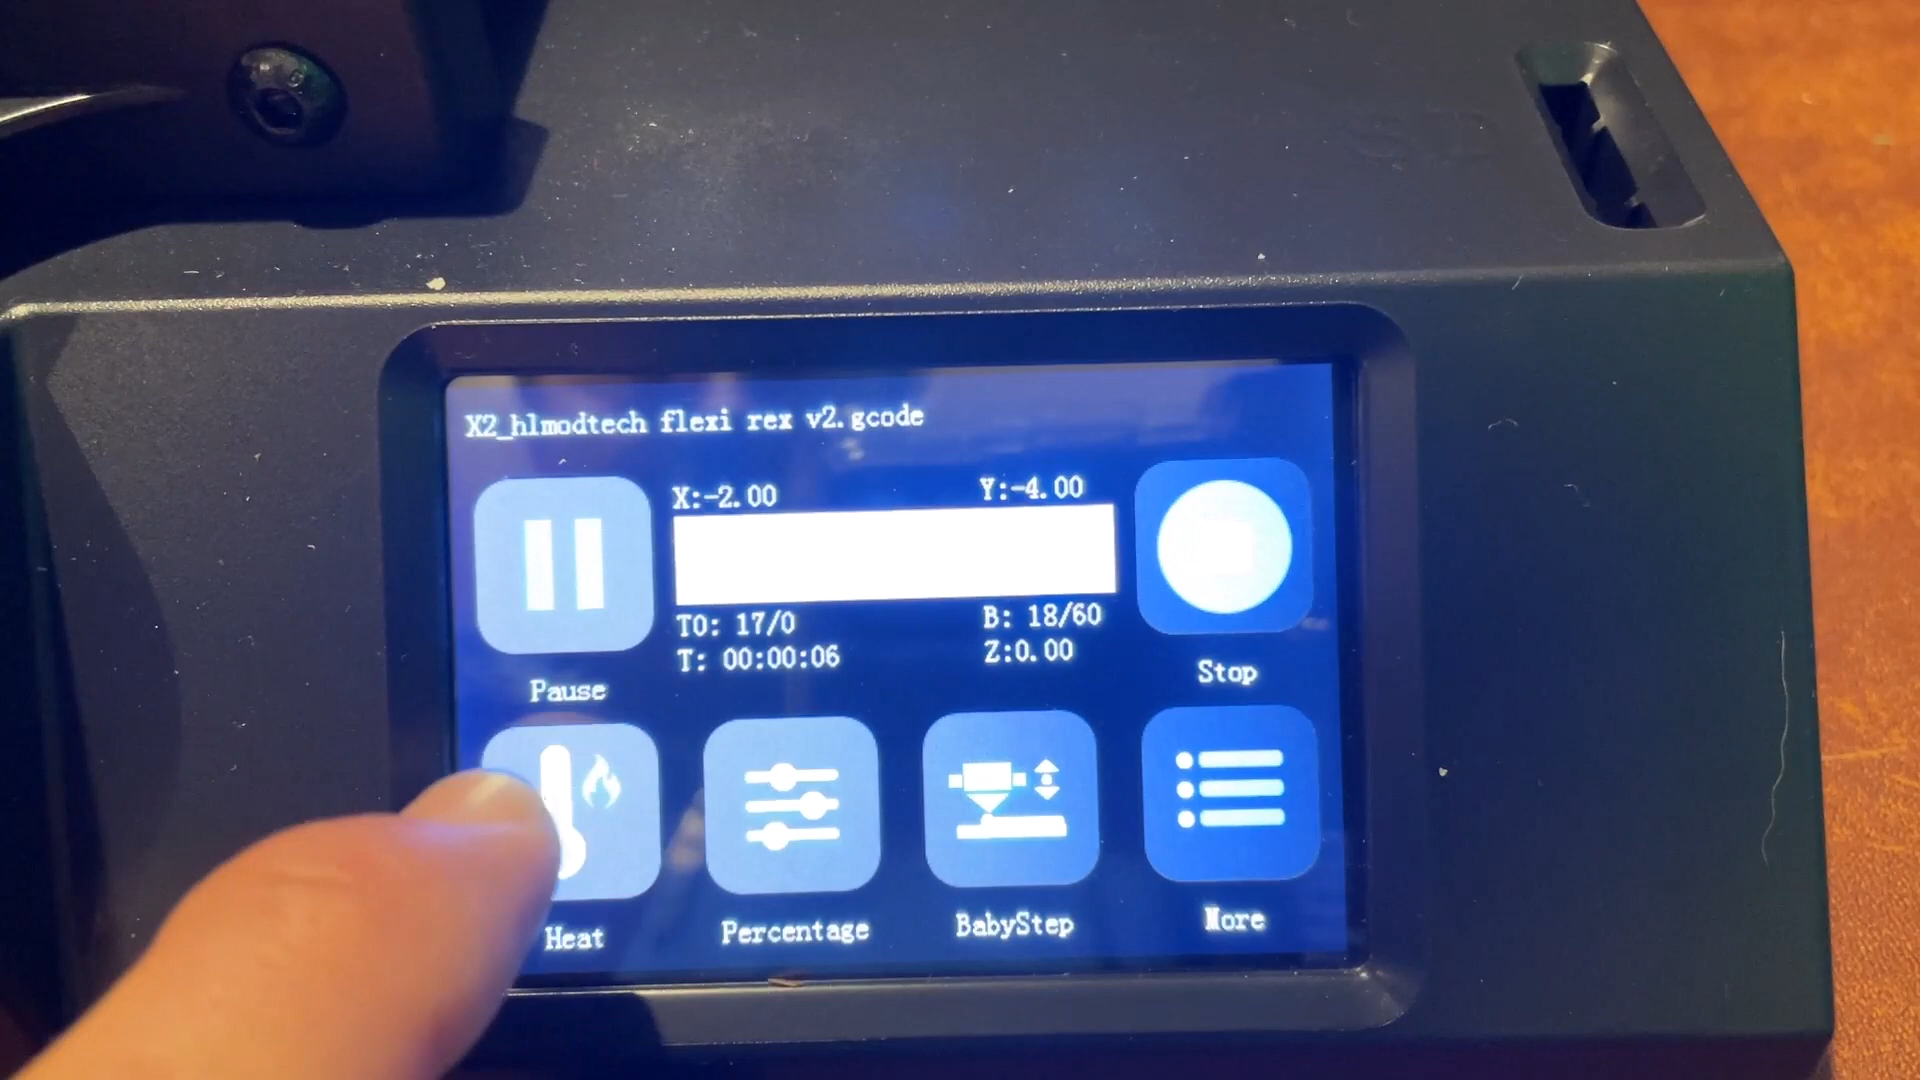 X2_hlmodtech flexi rex v2.gcode
X:-2.00 Y:-4.00
T0: 17/0 B: 18/60
T: 00:00:06 Z:0.00
Pause Stop
Heat Percentage BabyStep More